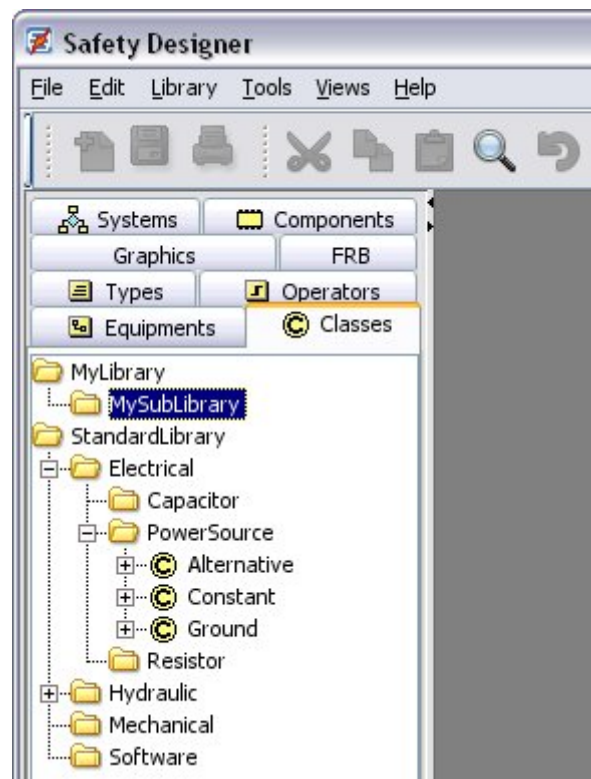 Safety Designer
File Edit Library Tools Views Help
Systems Components
Graphics FRB
Types Operators
Equipments Classes
MyLibrary
MySubLibrary
StandardLibrary
Electrical
Capacitor
PowerSource
Alternative
Constant
Ground
Resistor
Hydraulic
Mechanical
Software